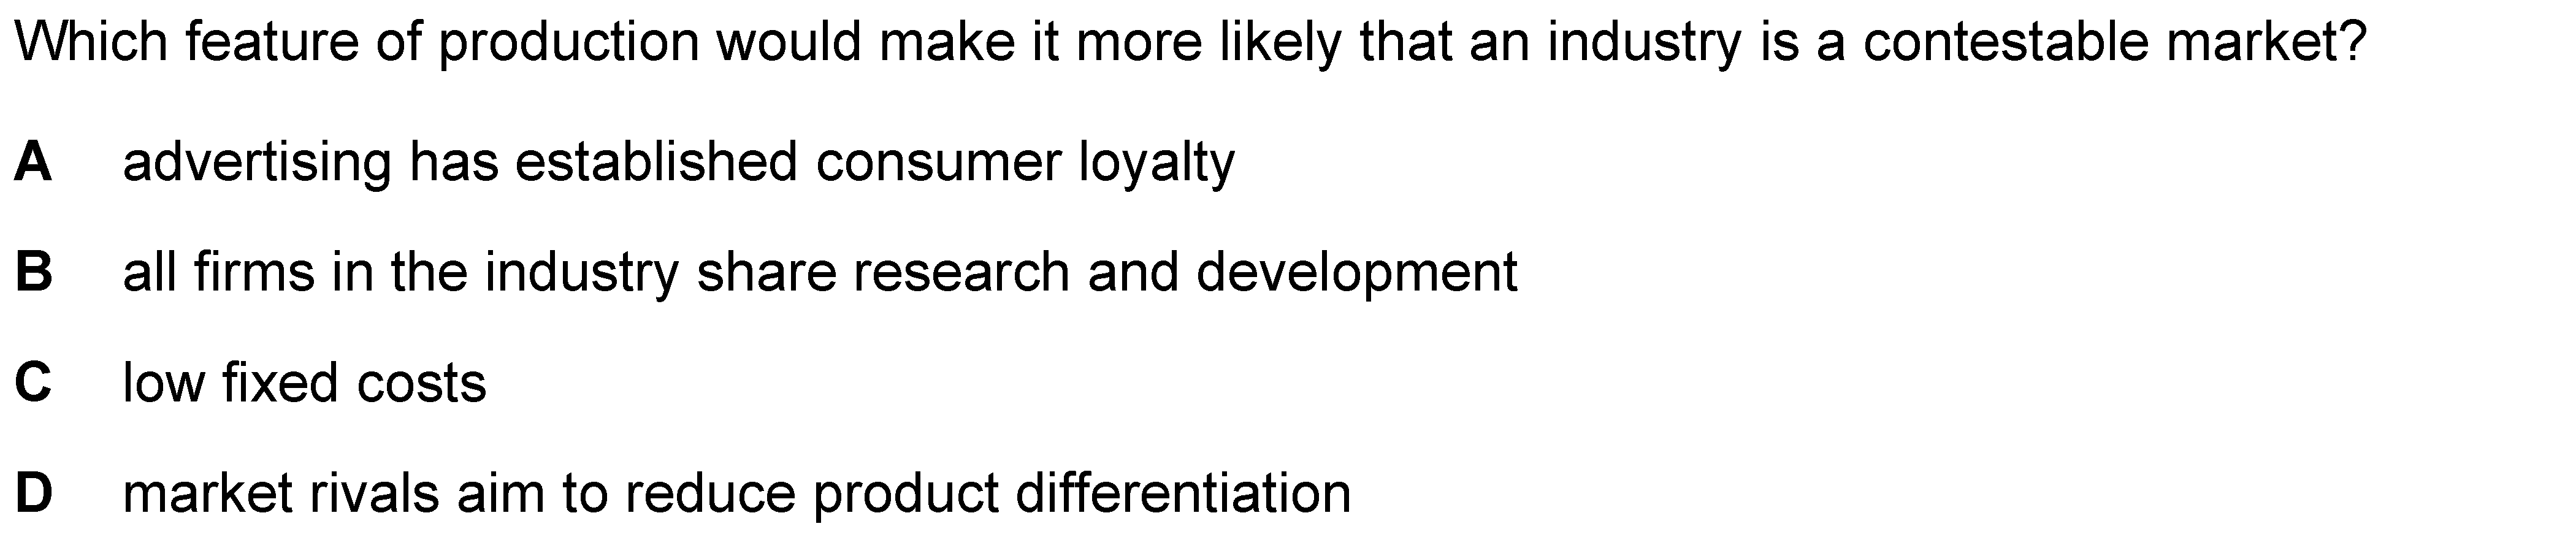 Which feature of production would make it more likely that an industry is a contestable market?
A advertising has established consumer loyalty
B all firms in the industry share research and development
C low fixed costs
D market rivals aim to reduce product differentiation